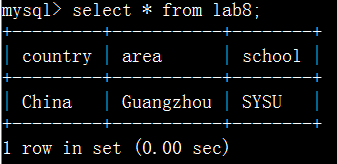 mysql> select * from lab8;
+---------+-----------+--------+
| country | area      | school |
+---------+-----------+--------+
| China   | Guangzhou | SYSU   |
+---------+-----------+--------+
1 row in set (0.00 sec)